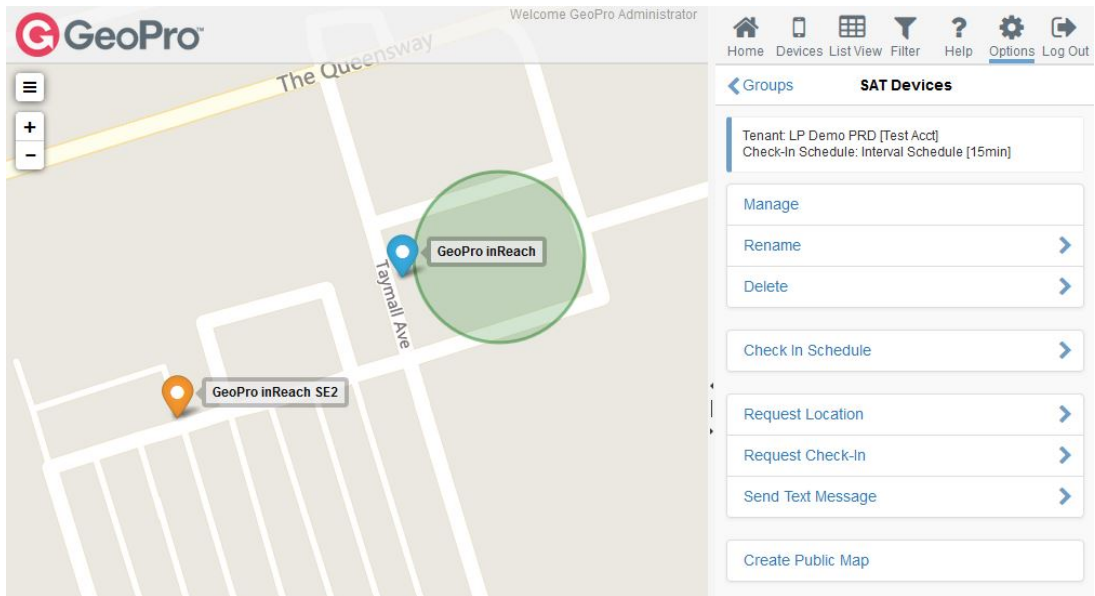 GeoPro™
Welcome GeoPro Administrator
The Queensway
Taymall Ave
GeoPro inReach
GeoPro inReach SE2
Home Devices List View Filter Help Options Log Out
Groups SAT Devices
Tenant: LP Demo PRD [Test Acct]
Check-In Schedule: Interval Schedule [15min]
Manage
Rename
Delete
Check In Schedule
Request Location
Request Check-In
Send Text Message
Create Public Map